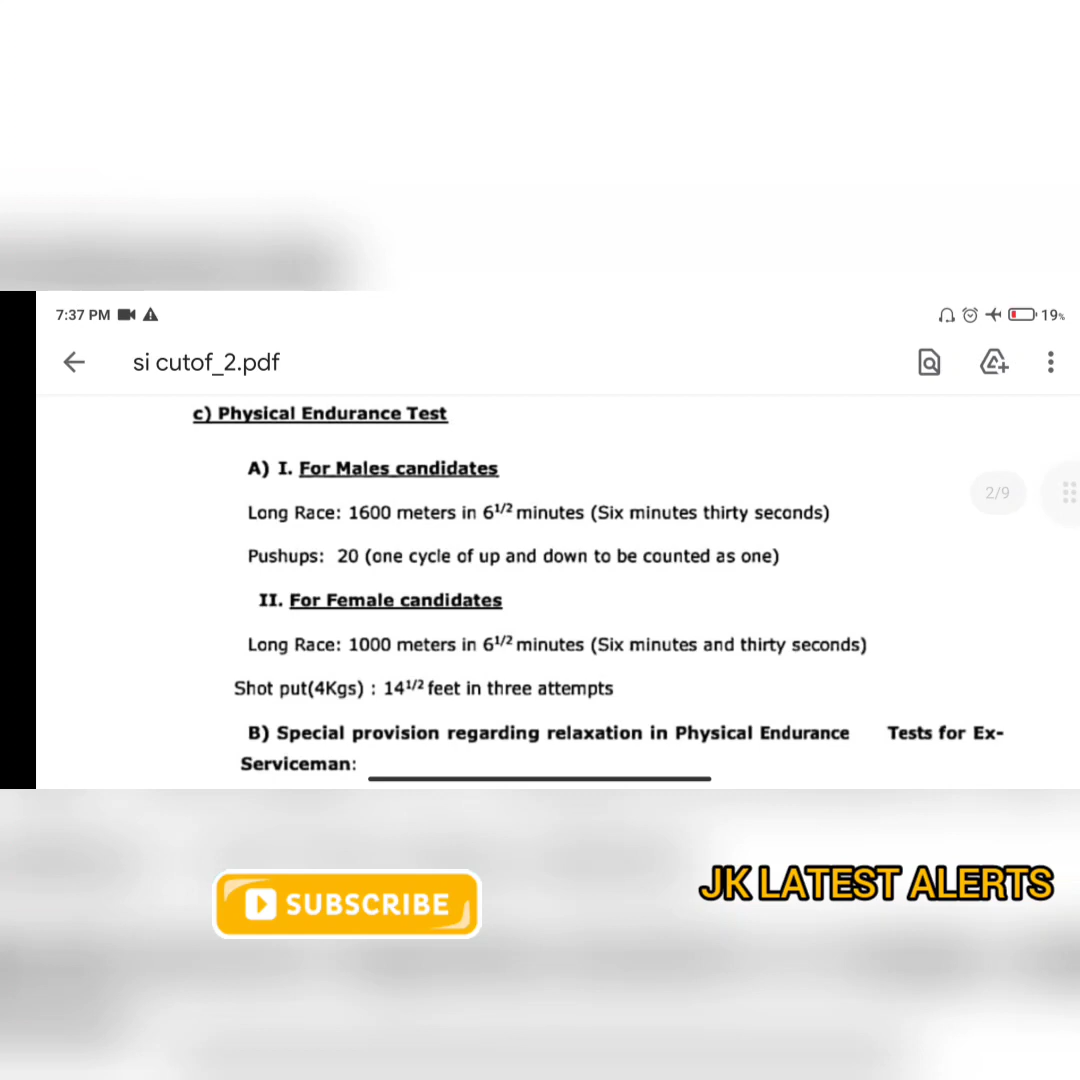 7:37 PM 19%
si cutof_2.pdf
c) Physical Endurance Test
A) I. For Males candidates
2/9
Long Race: 1600 meters in 6 1/2 minutes (Six minutes thirty seconds)
Pushups: 20 (one cycle of up and down to be counted as one)
II. For Female candidates
Long Race: 1000 meters in 6 1/2 minutes (Six minutes and thirty seconds)
Shot put(4Kgs) : 14 1/2 feet in three attempts
B) Special provision regarding relaxation in Physical Endurance Tests for Ex-
Serviceman:
SUBSCRIBE
JK LATEST ALERTS